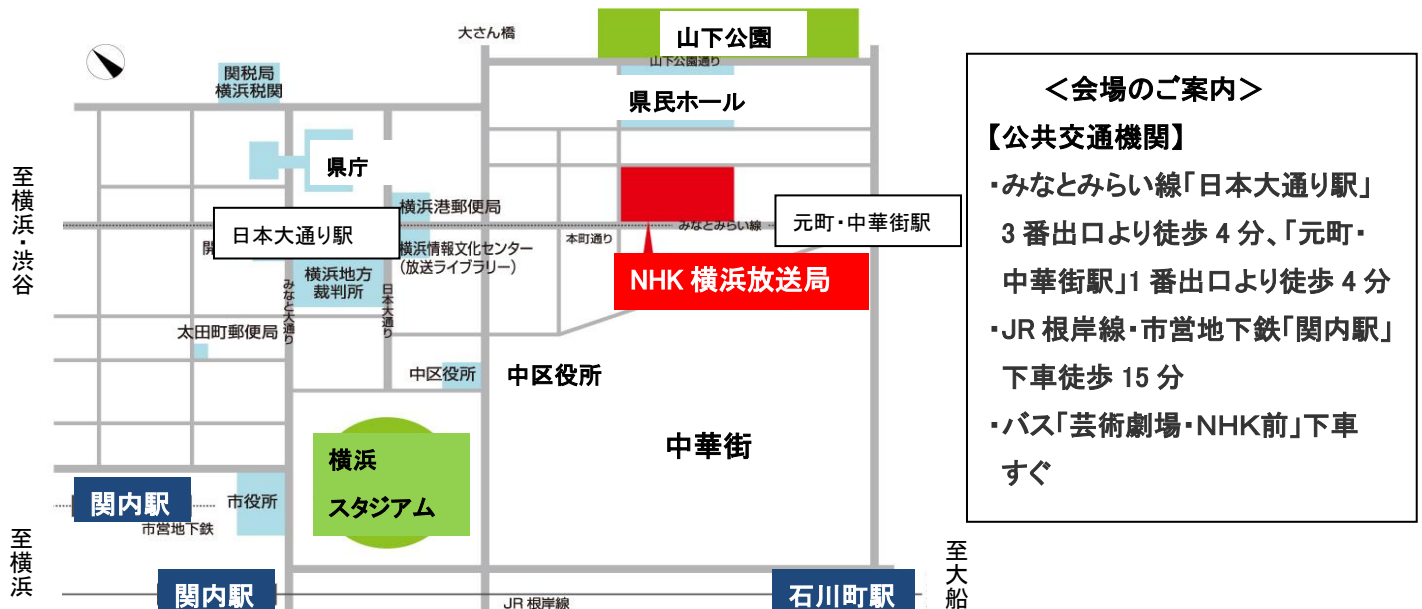 大さん橋
山下公園
山下公園通り
関税局
横浜税関
県民ホール
県庁
至横浜・渋谷
横浜港郵便局
日本大通り駅
開
横浜情報文化センター
(放送ライブラリー)
本町通り
みなとみらい線
元町・中華街駅
NHK 横浜放送局
横浜地方
裁判所
みなと大通り
日本大通り
太田町郵便局
中区役所
中区役所
中華街
横浜
スタジアム
関内駅
市役所
市営地下鉄
至横浜
関内駅
JR 根岸線
石川町駅
至大船
＜会場のご案内＞
【公共交通機関】
・みなとみらい線「日本大通り駅」
3 番出口より徒歩 4 分、「元町・
中華街駅」1 番出口より徒歩 4 分
・JR 根岸線・市営地下鉄「関内駅」
下車徒歩 15 分
・バス「芸術劇場・ＮＨＫ前」下車
すぐ